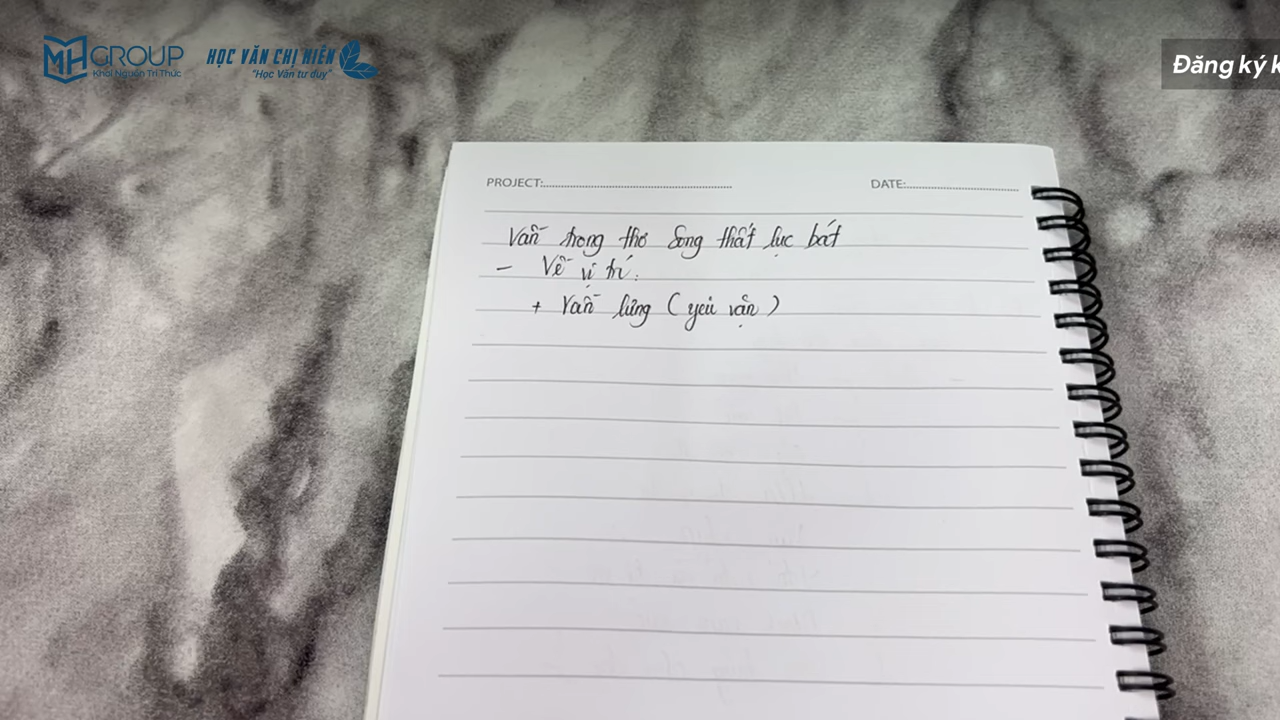 MH GROUP
Khơi Nguồn Tri Thức
HỌC VĂN CHỊ HIÊN
"Học Văn tư duy"
Đăng ký k
PROJECT:
DATE:
Vần trong thơ Song thất lục bát
- Về vị trí:
+ Vần lưng (yêu vận)